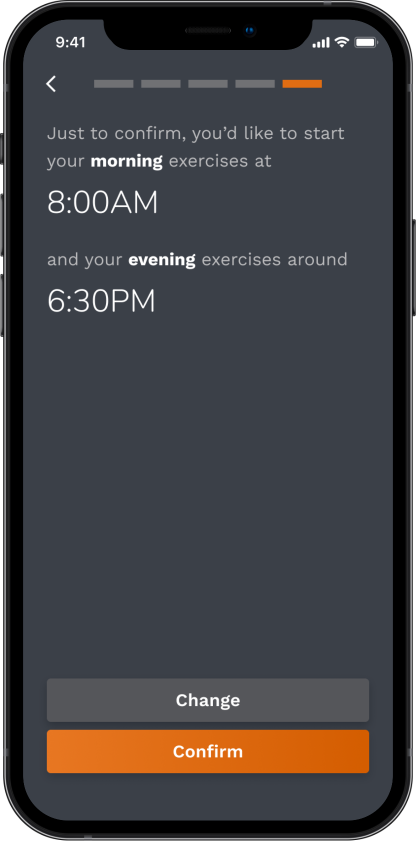 9:41
Just to confirm, you’d like to start
your morning exercises at
8:00AM
and your evening exercises around
6:30PM
Change
Confirm